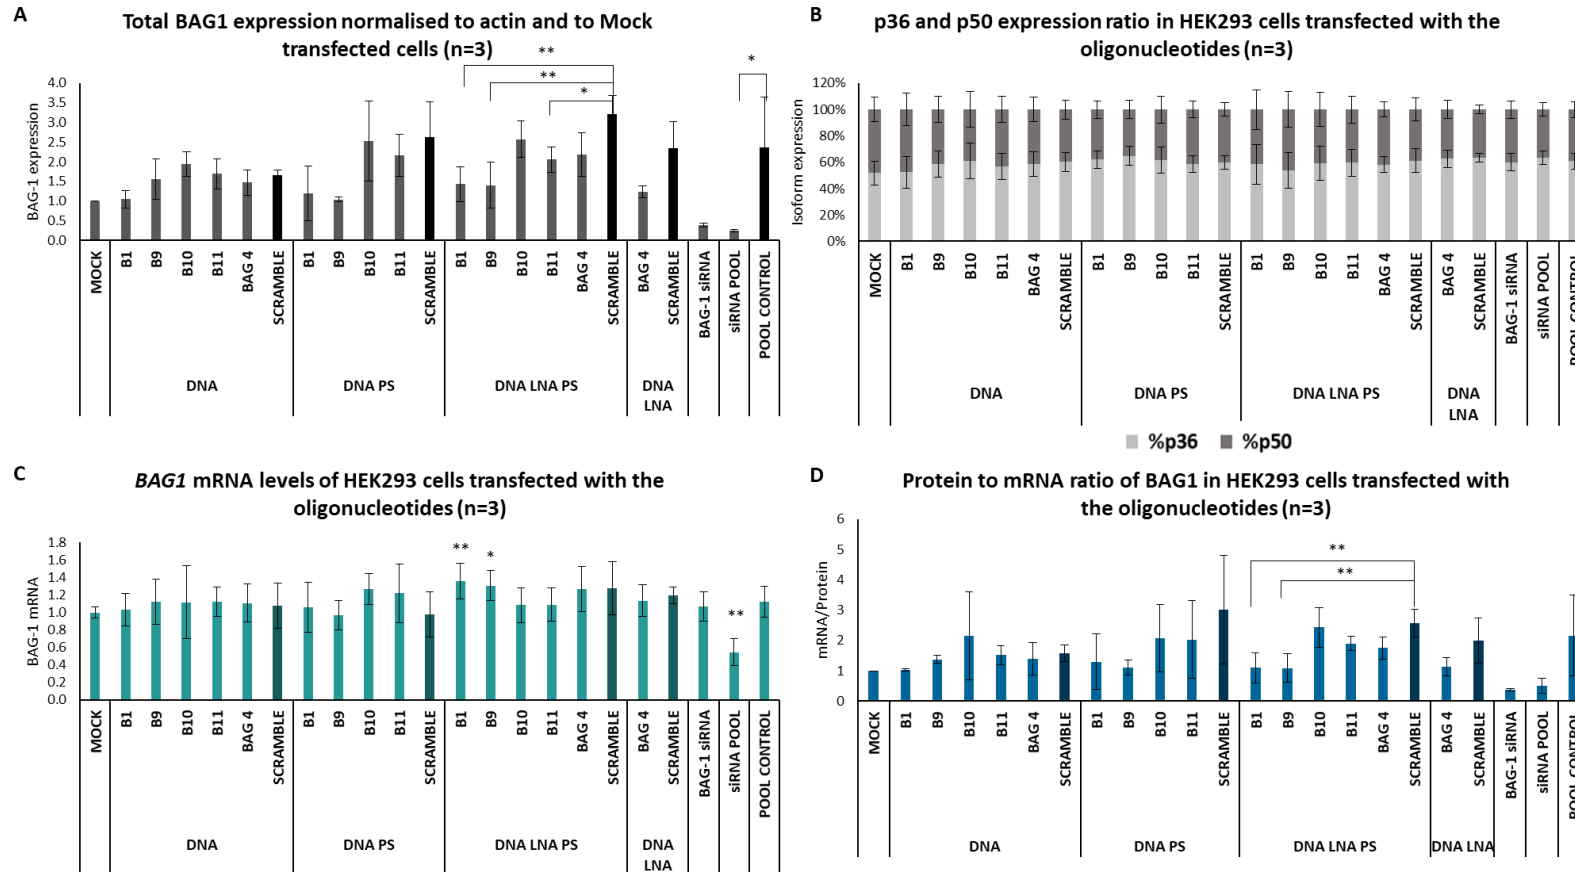 A
Total BAG1 expression normalised to actin and to Mock
transfected cells (n=3)
**
**
*
*
BAG-1 expression
4.0
3.5
3.0
2.5
2.0
1.5
1.0
0.5
0.0
MOCK
B1
B9
B10
B11
BAG 4
SCRAMBLE
B1
B9
B10
B11
SCRAMBLE
B1
B9
B10
B11
BAG 4
SCRAMBLE
BAG 4
SCRAMBLE
BAG-1 siRNA
siRNA POOL
POOL CONTROL
DNA
DNA PS
DNA LNA PS
DNA
LNA
B
p36 and p50 expression ratio in HEK293 cells transfected with the
oligonucleotides (n=3)
Isoform expression
120%
100%
80%
60%
40%
20%
0%
MOCK
B1
B9
B10
B11
BAG 4
SCRAMBLE
B1
B9
B10
B11
SCRAMBLE
B1
B9
B10
B11
BAG 4
SCRAMBLE
BAG 4
SCRAMBLE
BAG-1 siRNA
siRNA POOL
POOL CONTROL
DNA
DNA PS
DNA LNA PS
DNA
LNA
%p36 %p50
C
BAG1 mRNA levels of HEK293 cells transfected with the
oligonucleotides (n=3)
**
*
**
BAG-1 mRNA
1.8
1.6
1.4
1.2
1.0
0.8
0.6
0.4
0.2
0.0
MOCK
B1
B9
B10
B11
BAG 4
SCRAMBLE
B1
B9
B10
B11
SCRAMBLE
B1
B9
B10
B11
BAG 4
SCRAMBLE
BAG 4
SCRAMBLE
BAG-1 siRNA
siRNA POOL
POOL CONTROL
DNA
DNA PS
DNA LNA PS
DNA
LNA
D
Protein to mRNA ratio of BAG1 in HEK293 cells transfected with
the oligonucleotides (n=3)
**
**
mRNA/Protein
6
5
4
3
2
1
0
MOCK
B1
B9
B10
B11
BAG 4
SCRAMBLE
B1
B9
B10
B11
SCRAMBLE
B1
B9
B10
B11
BAG 4
SCRAMBLE
BAG 4
SCRAMBLE
BAG-1 siRNA
siRNA POOL
POOL CONTROL
DNA
DNA PS
DNA LNA PS
DNA LNA